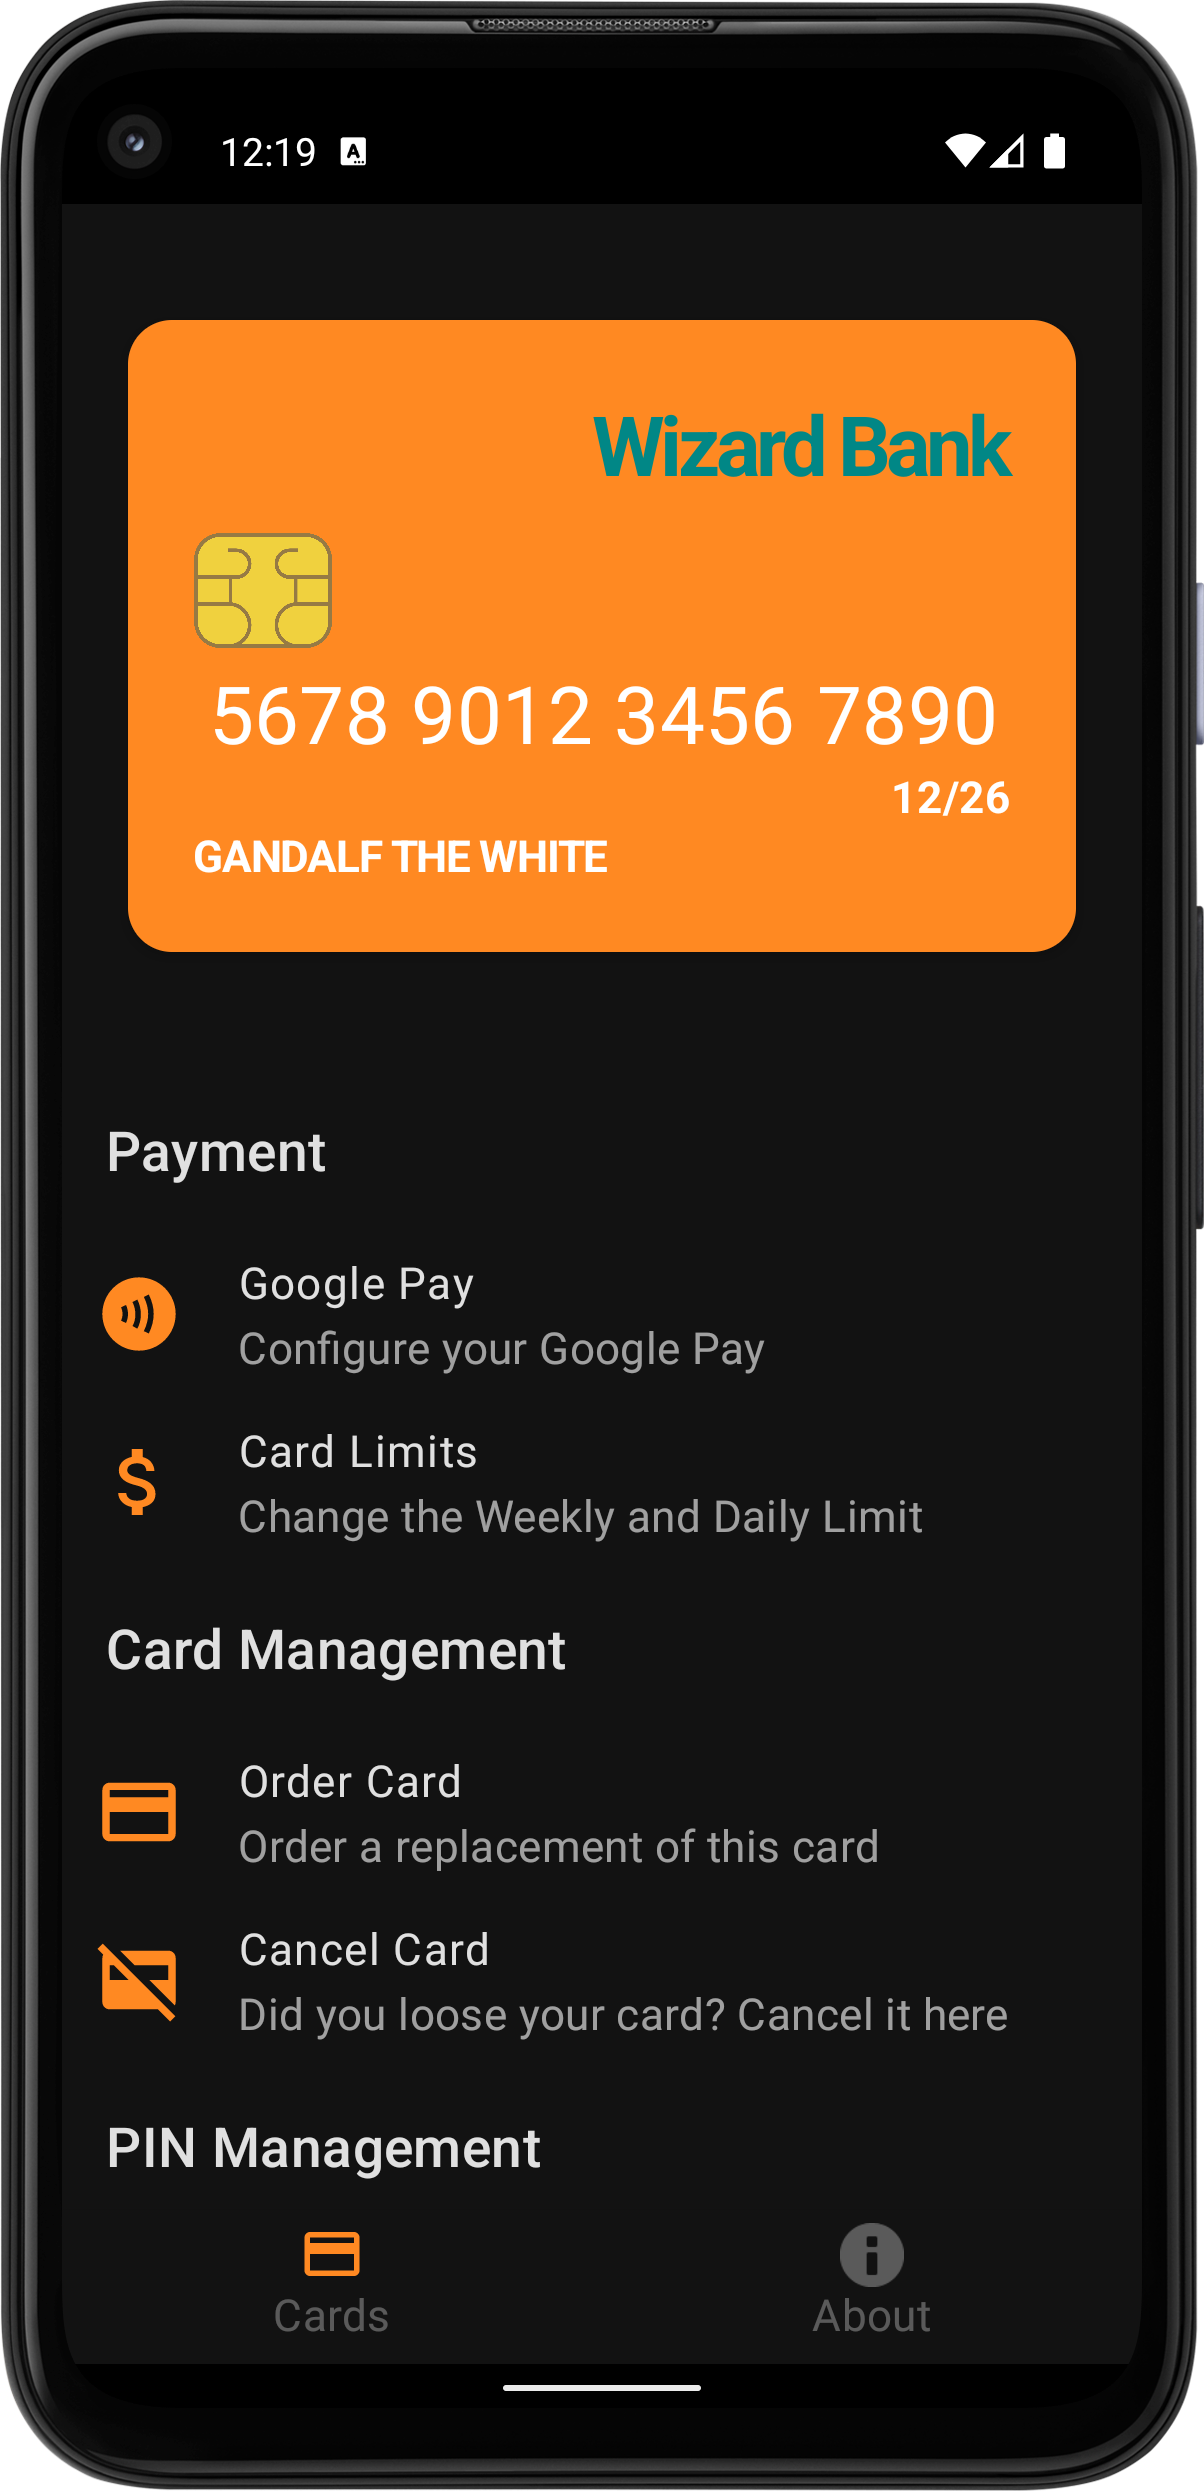 12:19
Wizard Bank
5678 9012 3456 7890
12/26
GANDALF THE WHITE
Payment
Google Pay
Configure your Google Pay
Card Limits
Change the Weekly and Daily Limit
Card Management
Order Card
Order a replacement of this card
Cancel Card
Did you loose your card? Cancel it here
PIN Management
Cards
About